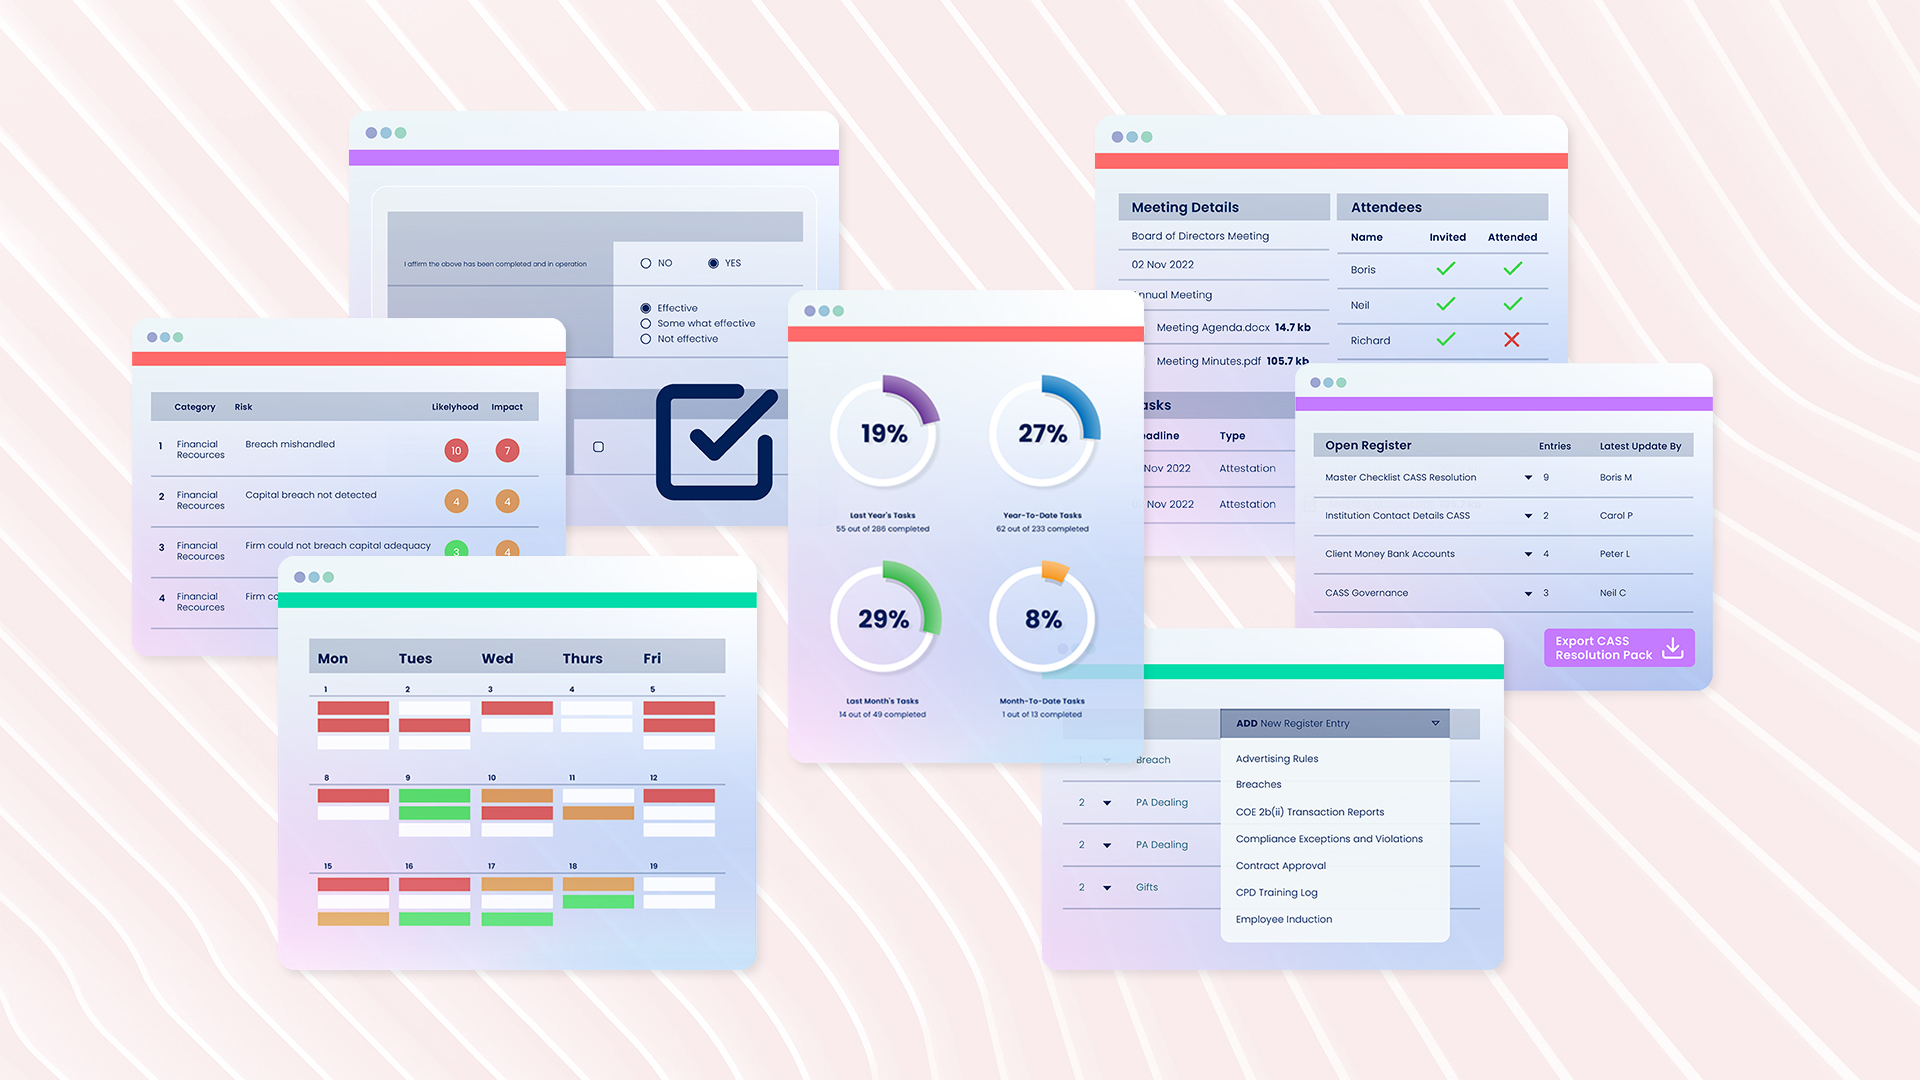 I affirm the above has been completed and in operation
NO YES
Effective
Some what effective
Not effective
Category Risk Likelyhood Impact
1 Financial Recources Breach mishandled 10 7
2 Financial Recources Capital breach not detected 4 4
3 Financial Recources Firm could not breach capital adequacy 3 4
4 Financial Recources Firm
Mon Tues Wed Thurs Fri
1 2 3 4 5
8 9 10 11 12
15 16 17 18 19
19%
Last Year's Tasks
55 out of 286 completed
27%
Year-To-Date Tasks
62 out of 233 completed
29%
Last Month's Tasks
14 out of 49 completed
8%
Month-To-Date Tasks
1 out of 13 completed
Meeting Details
Board of Directors Meeting
02 Nov 2022
nnual Meeting
Meeting Agenda.docx 14.7 kb
Meeting Minutes.pdf 105.7 kb
Attendees
Name Invited Attended
Boris
Neil
Richard
asks
adline Type
Nov 2022 Attestation
Nov 2022 Attestation
Open Register Entries Latest Update By
Master Checklist CASS Resolution 9 Boris M
Institution Contact Details CASS 2 Carol P
Client Money Bank Accounts 4 Peter L
CASS Governance 3 Neil C
Export CASS
Resolution Pack
ADD New Register Entry
1 Breach
2 PA Dealing
2 PA Dealing
2 Gifts
Advertising Rules
Breaches
COE 2b(ii) Transaction Reports
Compliance Exceptions and Violations
Contract Approval
CPD Training Log
Employee Induction